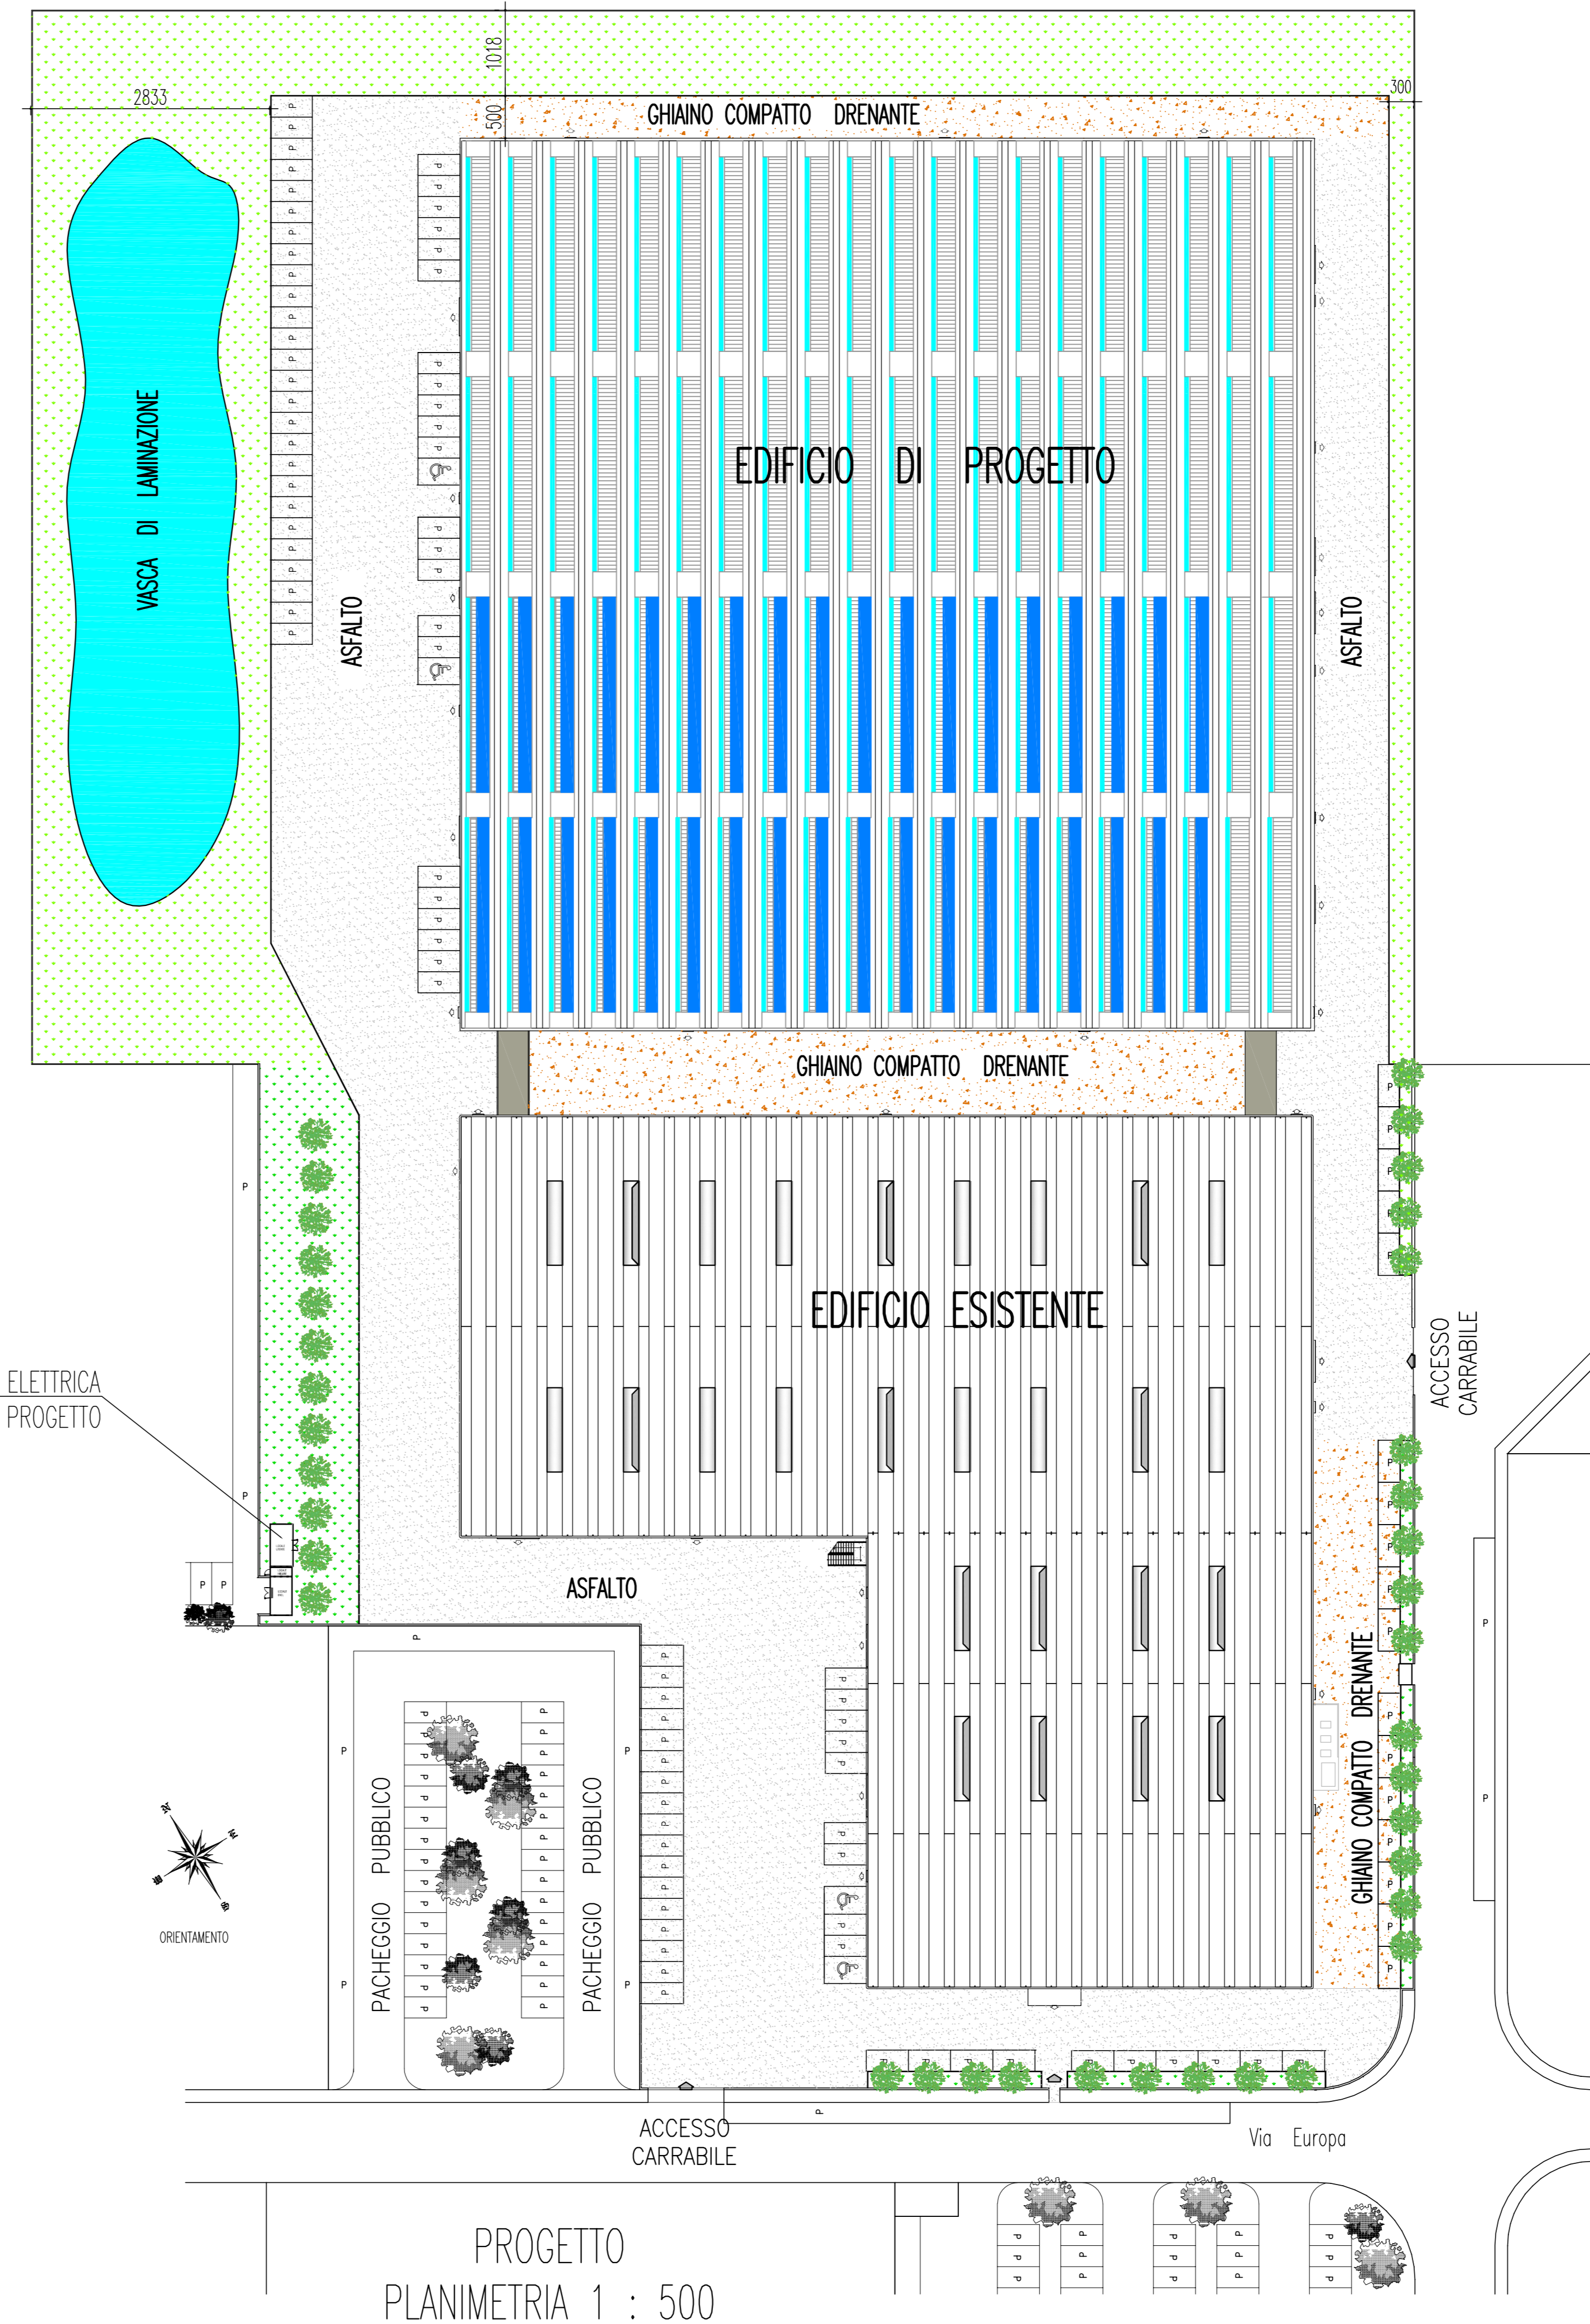 1018
2833
300
500
GHIAINO COMPATTO DRENANTE
EDIFICIO DI PROGETTO
VASCA DI LAMINAZIONE
ASFALTO
ASFALTO
GHIAINO COMPATTO DRENANTE
EDIFICIO ESISTENTE
ACCESSO
CARRABILE
ELETTRICA
PROGETTO
ASFALTO
GHIAINO COMPATTO DRENANTE
PACHEGGIO PUBBLICO
PACHEGGIO PUBBLICO
ORIENTAMENTO
ACCESSO
CARRABILE
P
Via Europa
PROGETTO
PLANIMETRIA 1 : 500